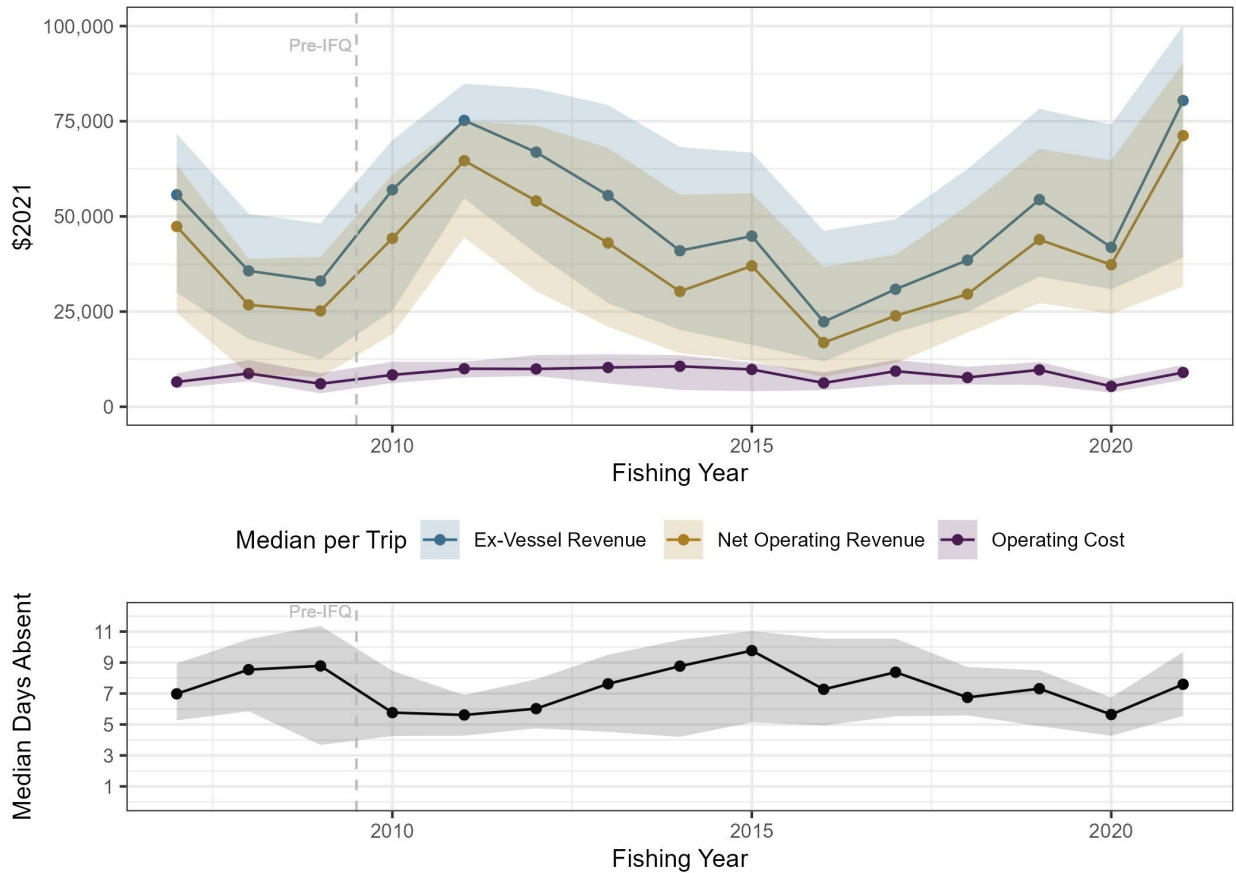 100,000
75,000
50,000
25,000
0
$2021
Pre-IFQ
2010 2015 2020
Fishing Year
Median per Trip Ex-Vessel Revenue Net Operating Revenue Operating Cost
Median Days Absent
Pre-IFQ
11
9
7
5
3
1
2010 2015 2020
Fishing Year